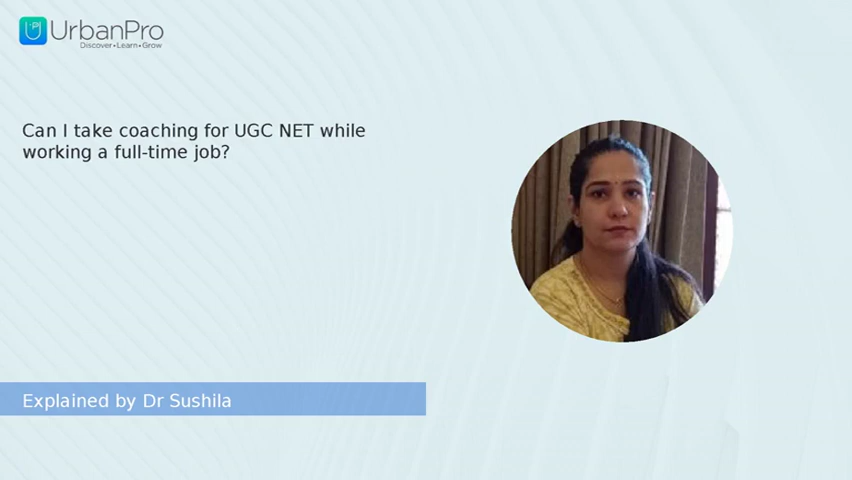 UrbanPro
Discover•Learn•Grow
Can I take coaching for UGC NET while
working a full-time job?
Explained by Dr Sushila